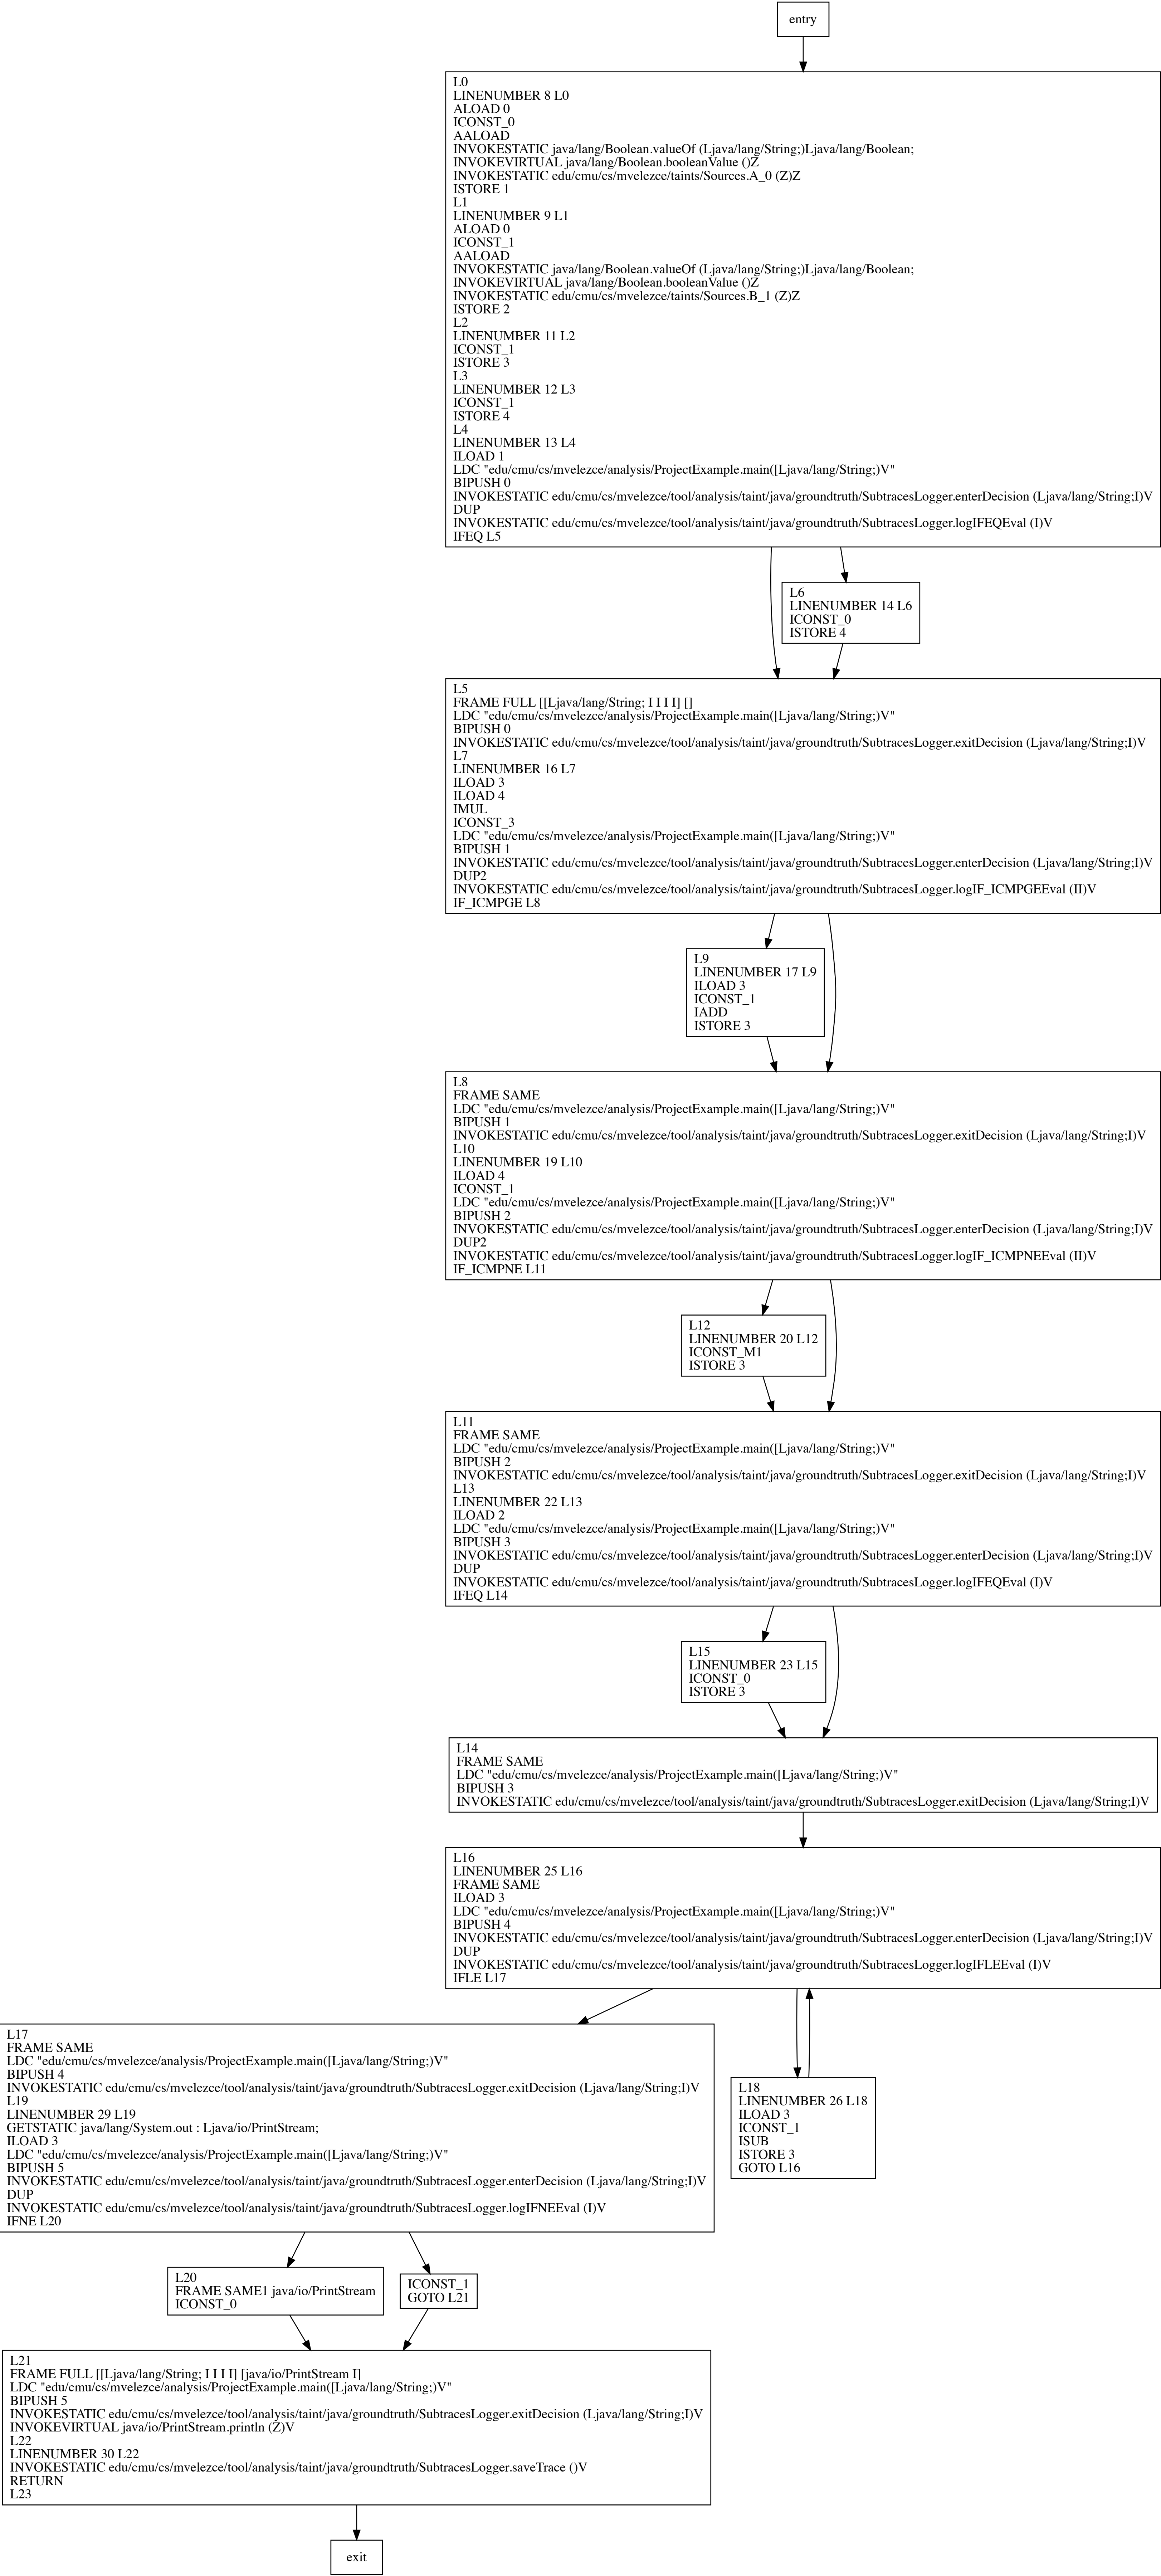 entry
L0
LINENUMBER 8 L0
ALOAD 0
ICONST_0
AALOAD
INVOKESTATIC java/lang/Boolean.valueOf (Ljava/lang/String;)Ljava/lang/Boolean;
INVOKEVIRTUAL java/lang/Boolean.booleanValue ()Z
INVOKESTATIC edu/cmu/cs/mvelezce/taints/Sources.A_0 (Z)Z
ISTORE 1
L1
LINENUMBER 9 L1
ALOAD 0
ICONST_1
AALOAD
INVOKESTATIC java/lang/Boolean.valueOf (Ljava/lang/String;)Ljava/lang/Boolean;
INVOKEVIRTUAL java/lang/Boolean.booleanValue ()Z
INVOKESTATIC edu/cmu/cs/mvelezce/taints/Sources.B_1 (Z)Z
ISTORE 2
L2
LINENUMBER 11 L2
ICONST_1
ISTORE 3
L3
LINENUMBER 12 L3
ICONST_1
ISTORE 4
L4
LINENUMBER 13 L4
ILOAD 1
LDC "edu/cmu/cs/mvelezce/analysis/ProjectExample.main([Ljava/lang/String;)V"
BIPUSH 0
INVOKESTATIC edu/cmu/cs/mvelezce/tool/analysis/taint/java/groundtruth/SubtracesLogger.enterDecision (Ljava/lang/String;I)V
DUP
INVOKESTATIC edu/cmu/cs/mvelezce/tool/analysis/taint/java/groundtruth/SubtracesLogger.logIFEQEval (I)V
IFEQ L5
L6
LINENUMBER 14 L6
ICONST_0
ISTORE 4
L5
FRAME FULL [[Ljava/lang/String; I I I I] []
LDC "edu/cmu/cs/mvelezce/analysis/ProjectExample.main([Ljava/lang/String;)V"
BIPUSH 0
INVOKESTATIC edu/cmu/cs/mvelezce/tool/analysis/taint/java/groundtruth/SubtracesLogger.exitDecision (Ljava/lang/String;I)V
L7
LINENUMBER 16 L7
ILOAD 3
ILOAD 4
IMUL
ICONST_3
LDC "edu/cmu/cs/mvelezce/analysis/ProjectExample.main([Ljava/lang/String;)V"
BIPUSH 1
INVOKESTATIC edu/cmu/cs/mvelezce/tool/analysis/taint/java/groundtruth/SubtracesLogger.enterDecision (Ljava/lang/String;I)V
DUP2
INVOKESTATIC edu/cmu/cs/mvelezce/tool/analysis/taint/java/groundtruth/SubtracesLogger.logIF_ICMPGEEval (II)V
IF_ICMPGE L8
L9
LINENUMBER 17 L9
ILOAD 3
ICONST_1
IADD
ISTORE 3
L8
FRAME SAME
LDC "edu/cmu/cs/mvelezce/analysis/ProjectExample.main([Ljava/lang/String;)V"
BIPUSH 1
INVOKESTATIC edu/cmu/cs/mvelezce/tool/analysis/taint/java/groundtruth/SubtracesLogger.exitDecision (Ljava/lang/String;I)V
L10
LINENUMBER 19 L10
ILOAD 4
ICONST_1
LDC "edu/cmu/cs/mvelezce/analysis/ProjectExample.main([Ljava/lang/String;)V"
BIPUSH 2
INVOKESTATIC edu/cmu/cs/mvelezce/tool/analysis/taint/java/groundtruth/SubtracesLogger.enterDecision (Ljava/lang/String;I)V
DUP2
INVOKESTATIC edu/cmu/cs/mvelezce/tool/analysis/taint/java/groundtruth/SubtracesLogger.logIF_ICMPNEEval (II)V
IF_ICMPNE L11
L12
LINENUMBER 20 L12
ICONST_M1
ISTORE 3
L11
FRAME SAME
LDC "edu/cmu/cs/mvelezce/analysis/ProjectExample.main([Ljava/lang/String;)V"
BIPUSH 2
INVOKESTATIC edu/cmu/cs/mvelezce/tool/analysis/taint/java/groundtruth/SubtracesLogger.exitDecision (Ljava/lang/String;I)V
L13
LINENUMBER 22 L13
ILOAD 2
LDC "edu/cmu/cs/mvelezce/analysis/ProjectExample.main([Ljava/lang/String;)V"
BIPUSH 3
INVOKESTATIC edu/cmu/cs/mvelezce/tool/analysis/taint/java/groundtruth/SubtracesLogger.enterDecision (Ljava/lang/String;I)V
DUP
INVOKESTATIC edu/cmu/cs/mvelezce/tool/analysis/taint/java/groundtruth/SubtracesLogger.logIFEQEval (I)V
IFEQ L14
L15
LINENUMBER 23 L15
ICONST_0
ISTORE 3
L14
FRAME SAME
LDC "edu/cmu/cs/mvelezce/analysis/ProjectExample.main([Ljava/lang/String;)V"
BIPUSH 3
INVOKESTATIC edu/cmu/cs/mvelezce/tool/analysis/taint/java/groundtruth/SubtracesLogger.exitDecision (Ljava/lang/String;I)V
L16
LINENUMBER 25 L16
FRAME SAME
ILOAD 3
LDC "edu/cmu/cs/mvelezce/analysis/ProjectExample.main([Ljava/lang/String;)V"
BIPUSH 4
INVOKESTATIC edu/cmu/cs/mvelezce/tool/analysis/taint/java/groundtruth/SubtracesLogger.enterDecision (Ljava/lang/String;I)V
DUP
INVOKESTATIC edu/cmu/cs/mvelezce/tool/analysis/taint/java/groundtruth/SubtracesLogger.logIFLEEval (I)V
IFLE L17
L17
FRAME SAME
LDC "edu/cmu/cs/mvelezce/analysis/ProjectExample.main([Ljava/lang/String;)V"
BIPUSH 4
INVOKESTATIC edu/cmu/cs/mvelezce/tool/analysis/taint/java/groundtruth/SubtracesLogger.exitDecision (Ljava/lang/String;I)V
L19
LINENUMBER 29 L19
GETSTATIC java/lang/System.out : Ljava/io/PrintStream;
ILOAD 3
LDC "edu/cmu/cs/mvelezce/analysis/ProjectExample.main([Ljava/lang/String;)V"
BIPUSH 5
INVOKESTATIC edu/cmu/cs/mvelezce/tool/analysis/taint/java/groundtruth/SubtracesLogger.enterDecision (Ljava/lang/String;I)V
DUP
INVOKESTATIC edu/cmu/cs/mvelezce/tool/analysis/taint/java/groundtruth/SubtracesLogger.logIFNEEval (I)V
IFNE L20
L18
LINENUMBER 26 L18
ILOAD 3
ICONST_1
ISUB
ISTORE 3
GOTO L16
L20
FRAME SAME1 java/io/PrintStream
ICONST_0
ICONST_1
GOTO L21
L21
FRAME FULL [[Ljava/lang/String; I I I I] [java/io/PrintStream I]
LDC "edu/cmu/cs/mvelezce/analysis/ProjectExample.main([Ljava/lang/String;)V"
BIPUSH 5
INVOKESTATIC edu/cmu/cs/mvelezce/tool/analysis/taint/java/groundtruth/SubtracesLogger.exitDecision (Ljava/lang/String;I)V
INVOKEVIRTUAL java/io/PrintStream.println (Z)V
L22
LINENUMBER 30 L22
INVOKESTATIC edu/cmu/cs/mvelezce/tool/analysis/taint/java/groundtruth/SubtracesLogger.saveTrace ()V
RETURN
L23
exit